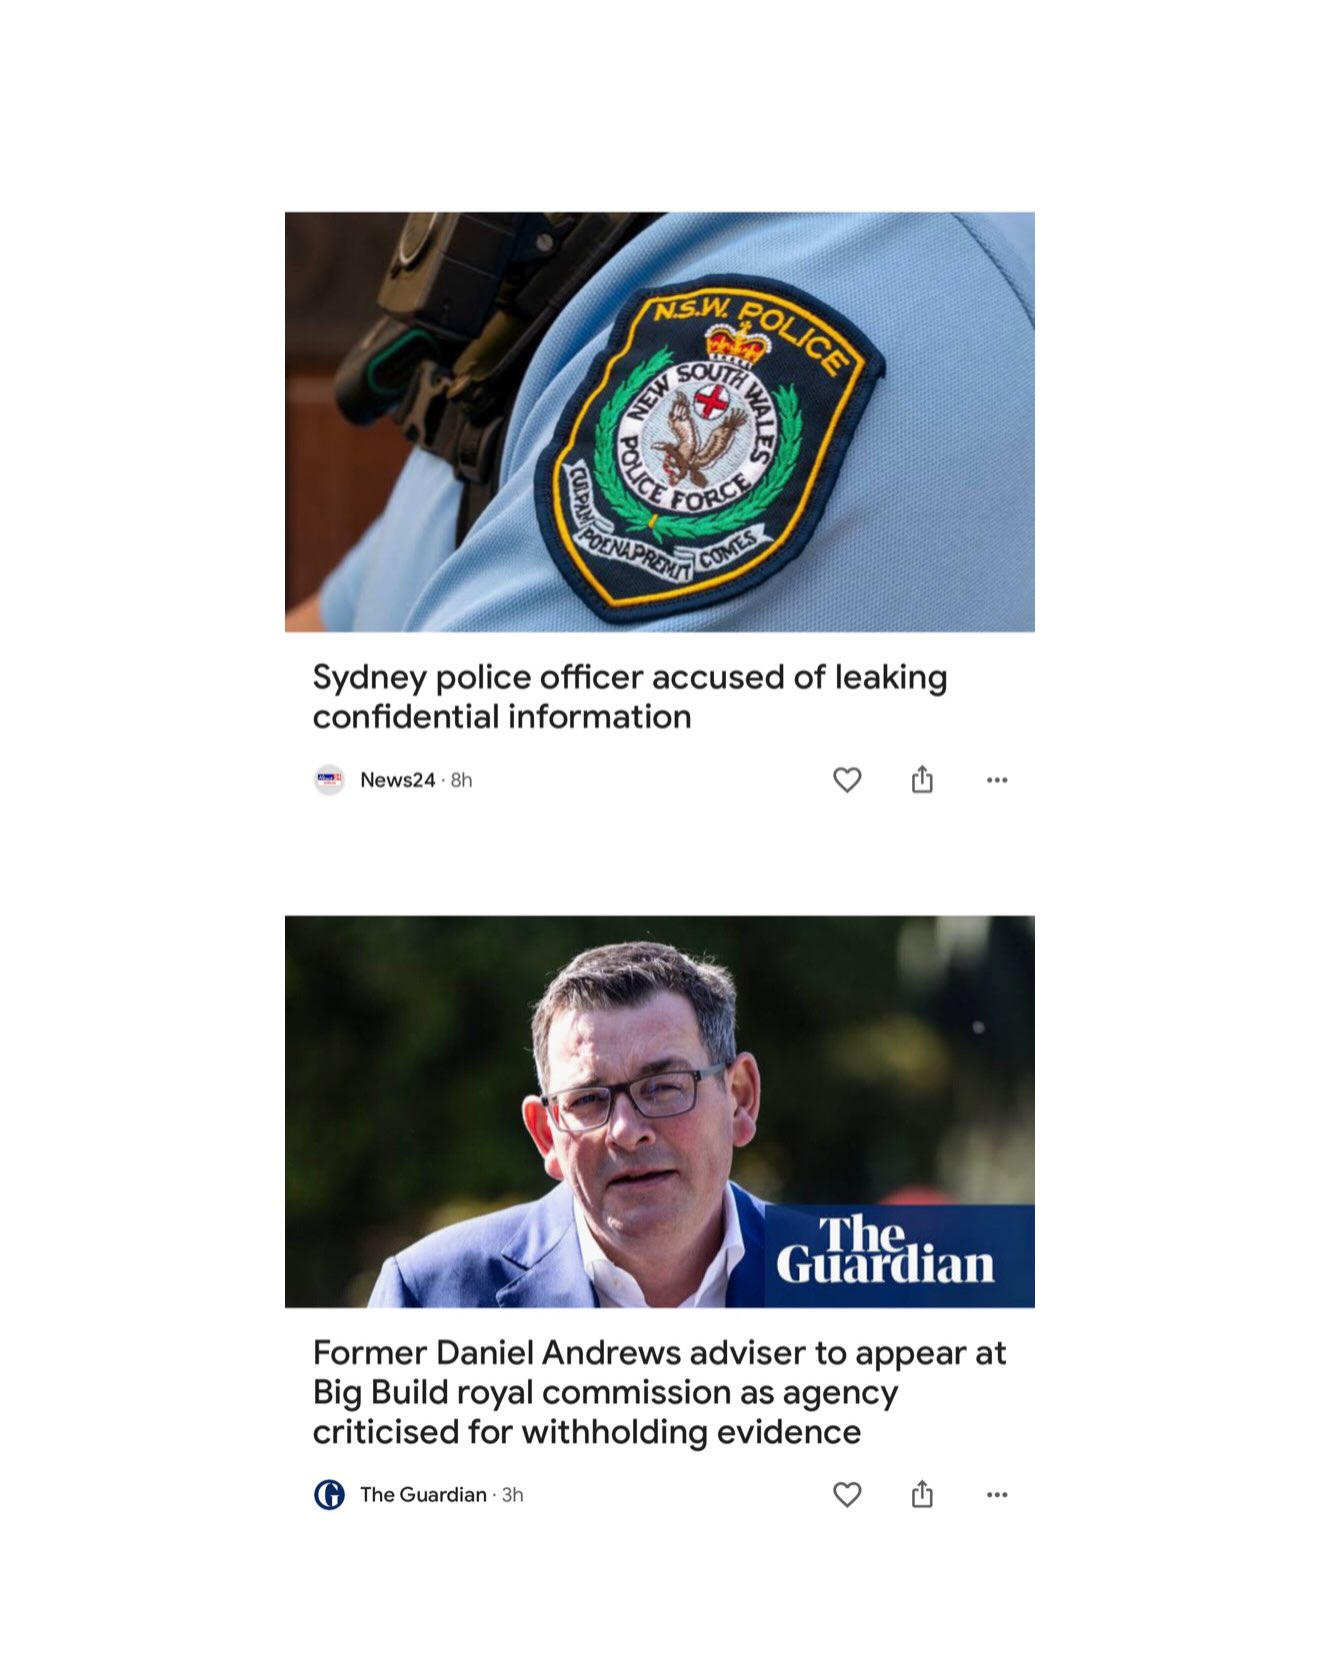 N.S.W. POLICE
NEW SOUTH WALES
POLICE FORCE
CULPAM POENA PREMIT COMES
Sydney police officer accused of leaking
confidential information
News24 · 8h
The
Guardian
Former Daniel Andrews adviser to appear at
Big Build royal commission as agency
criticised for withholding evidence
The Guardian · 3h